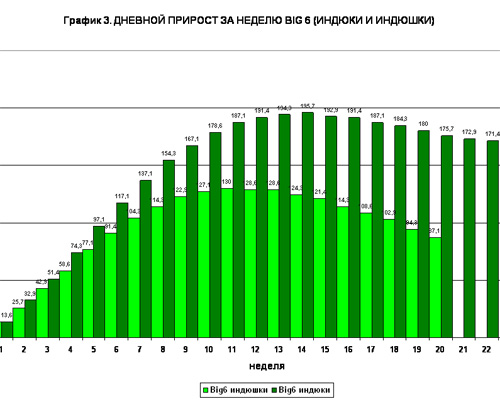 График 3. ДНЕВНОЙ ПРИРОСТ ЗА НЕДЕЛЮ BIG 6 (ИНДЮКИ И ИНДЮШКИ)
194,3 195,7
191,4 192,9 191,4
187,1 187,1 184,3
178,6 180 175,7
167,1 172,9 171,4
154,3
137,1
130
117,1
97,1
74,3 77,1
58,6
51,4
42,9
32,9
25,7
13,6
1 2 3 4 5 6 7 8 9 10 11 12 13 14 15 16 17 18 19 20 21 22
неделя
Big6 индюшки Big6 индюки